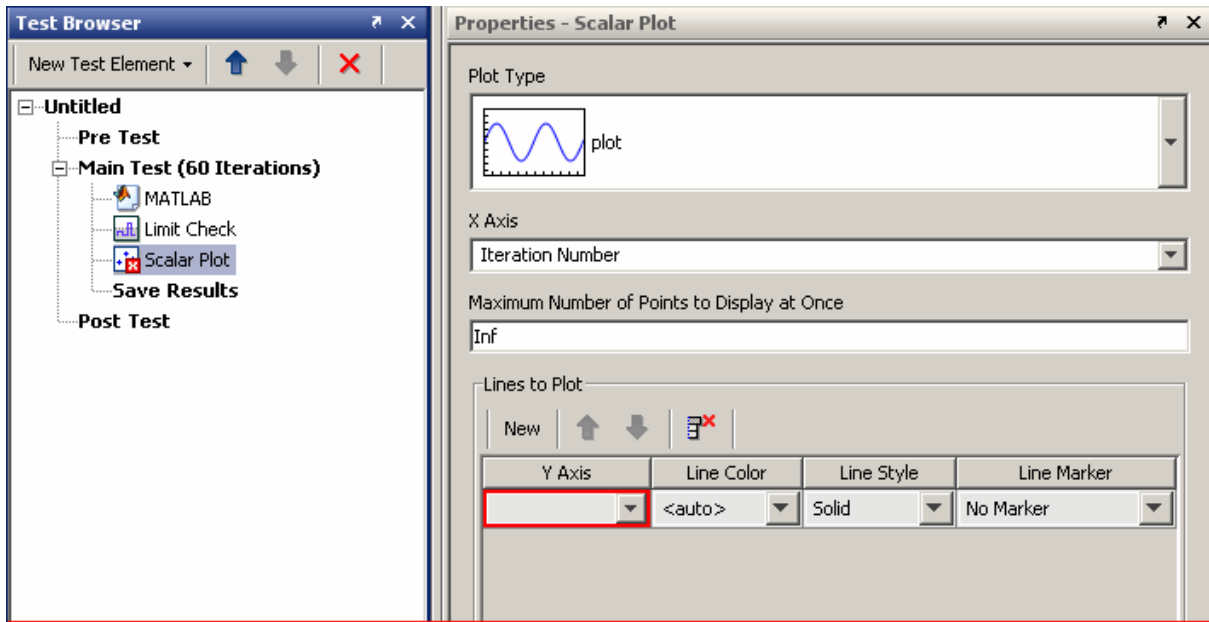 Test Browser
New Test Element
Untitled
Pre Test
Main Test (60 Iterations)
MATLAB
Limit Check
Scalar Plot
Save Results
Post Test
Properties - Scalar Plot
Plot Type
plot
X Axis
Iteration Number
Maximum Number of Points to Display at Once
Inf
Lines to Plot
New
Y Axis Line Color Line Style Line Marker
<auto> Solid No Marker